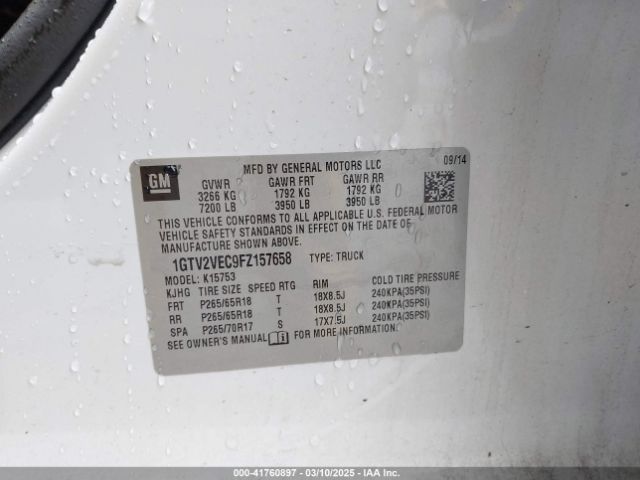 GM
MFD BY GENERAL MOTORS LLC
09/14
GVWR GAWR FRT GAWR RR
3266 KG 1792 KG 1792 KG
7200 LB 3950 LB 3950 LB
THIS VEHICLE CONFORMS TO ALL APPLICABLE U.S. FEDERAL MOTOR
VEHICLE SAFETY STANDARDS IN EFFECT ON THE DATE OF
MANUFACTURE SHOWN ABOVE.
1GTV2VEC9FZ157658 TYPE: TRUCK
MODEL: K15753
KJHG TIRE SIZE SPEED RTG RIM COLD TIRE PRESSURE
FRT P265/65R18 T 18X8.5J 240KPA(35PSI)
RR P265/65R18 T 18X8.5J 240KPA(35PSI)
SPA P265/70R17 S 17X7.5J 240KPA(35PSI)
SEE OWNER'S MANUAL FOR MORE INFORMATION.
000-41760897 - 03/10/2025 - IAA Inc.